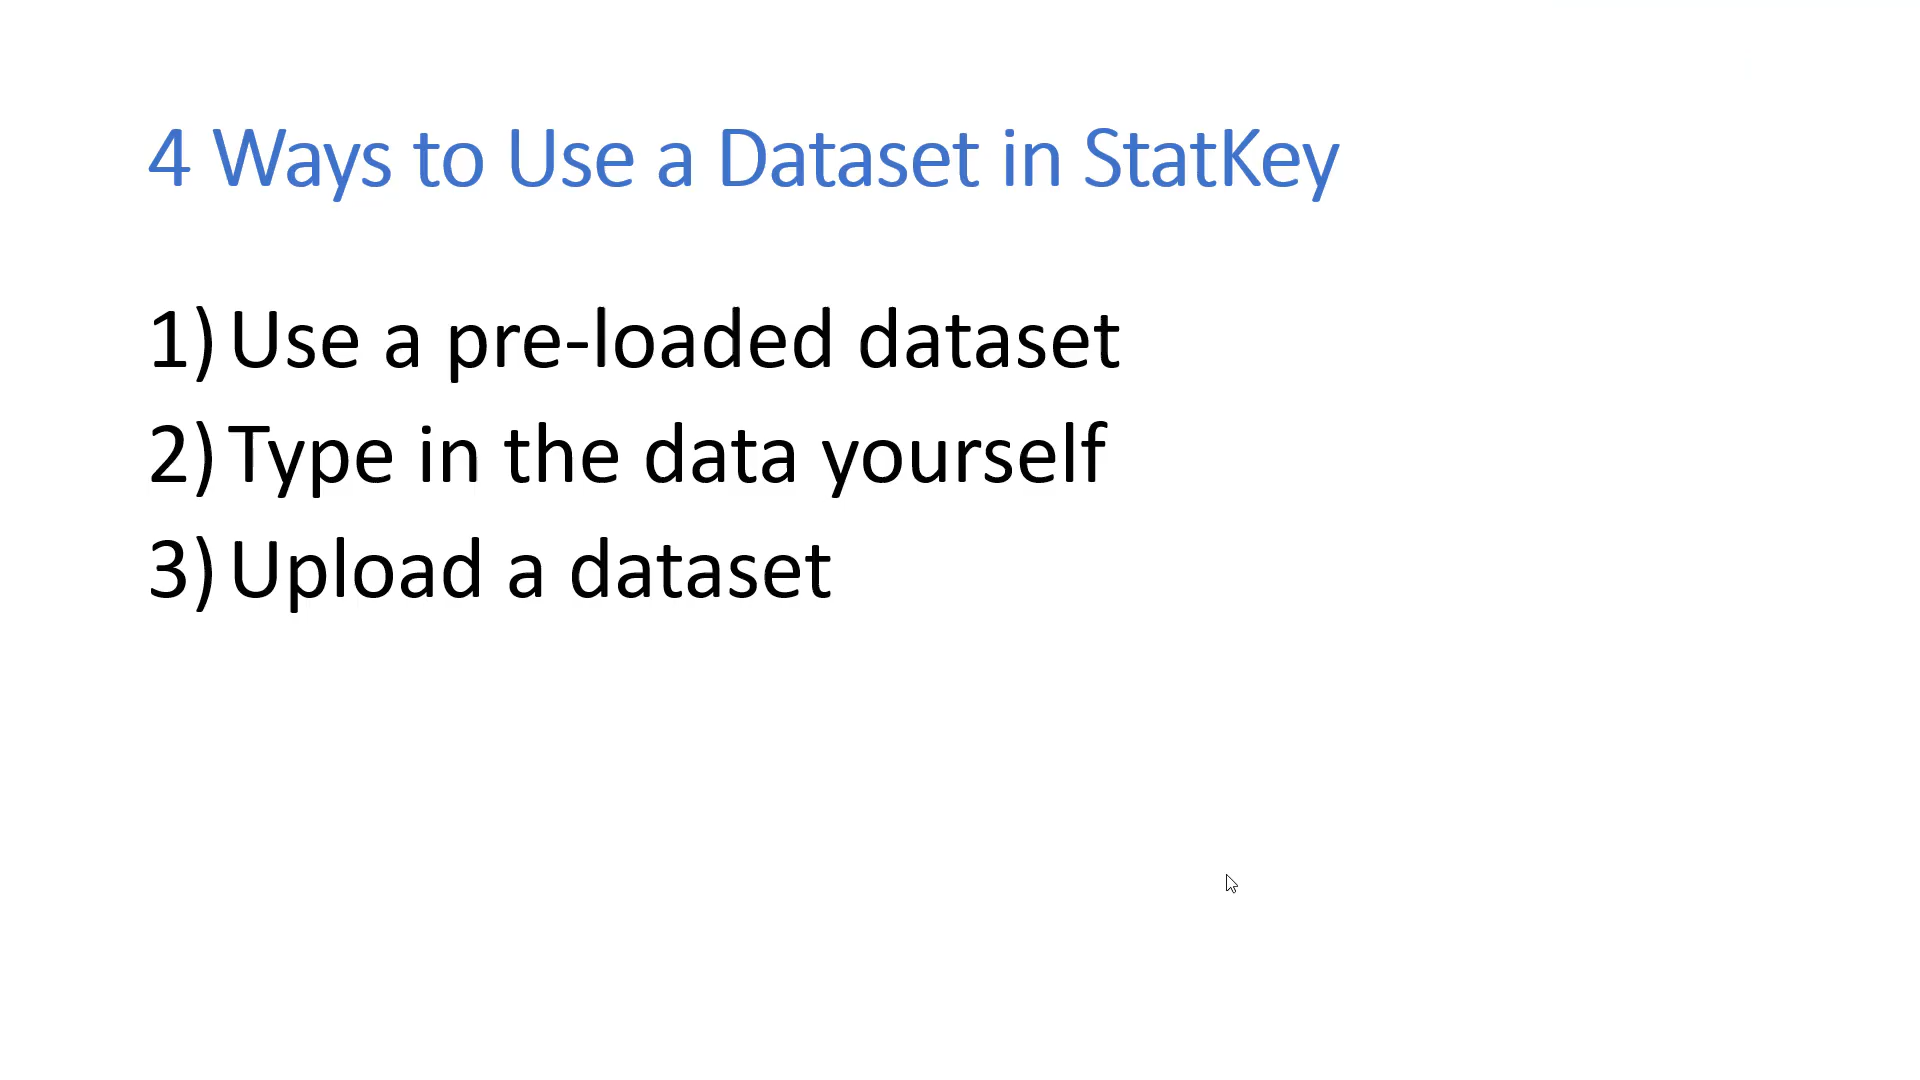 4 Ways to Use a Dataset in StatKey
1) Use a pre-loaded dataset
2) Type in the data yourself
3) Upload a dataset